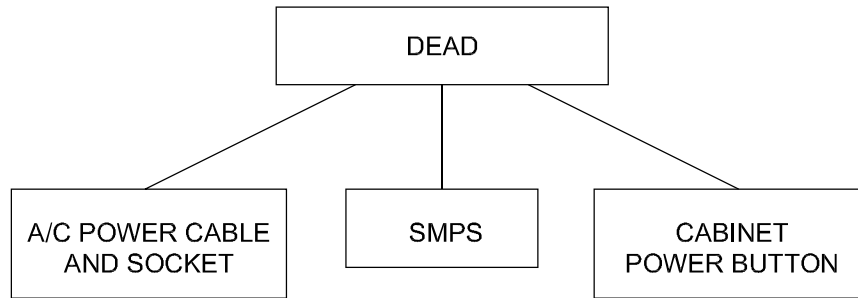 DEAD
A/C POWER CABLE
AND SOCKET
SMPS
CABINET
POWER BUTTON